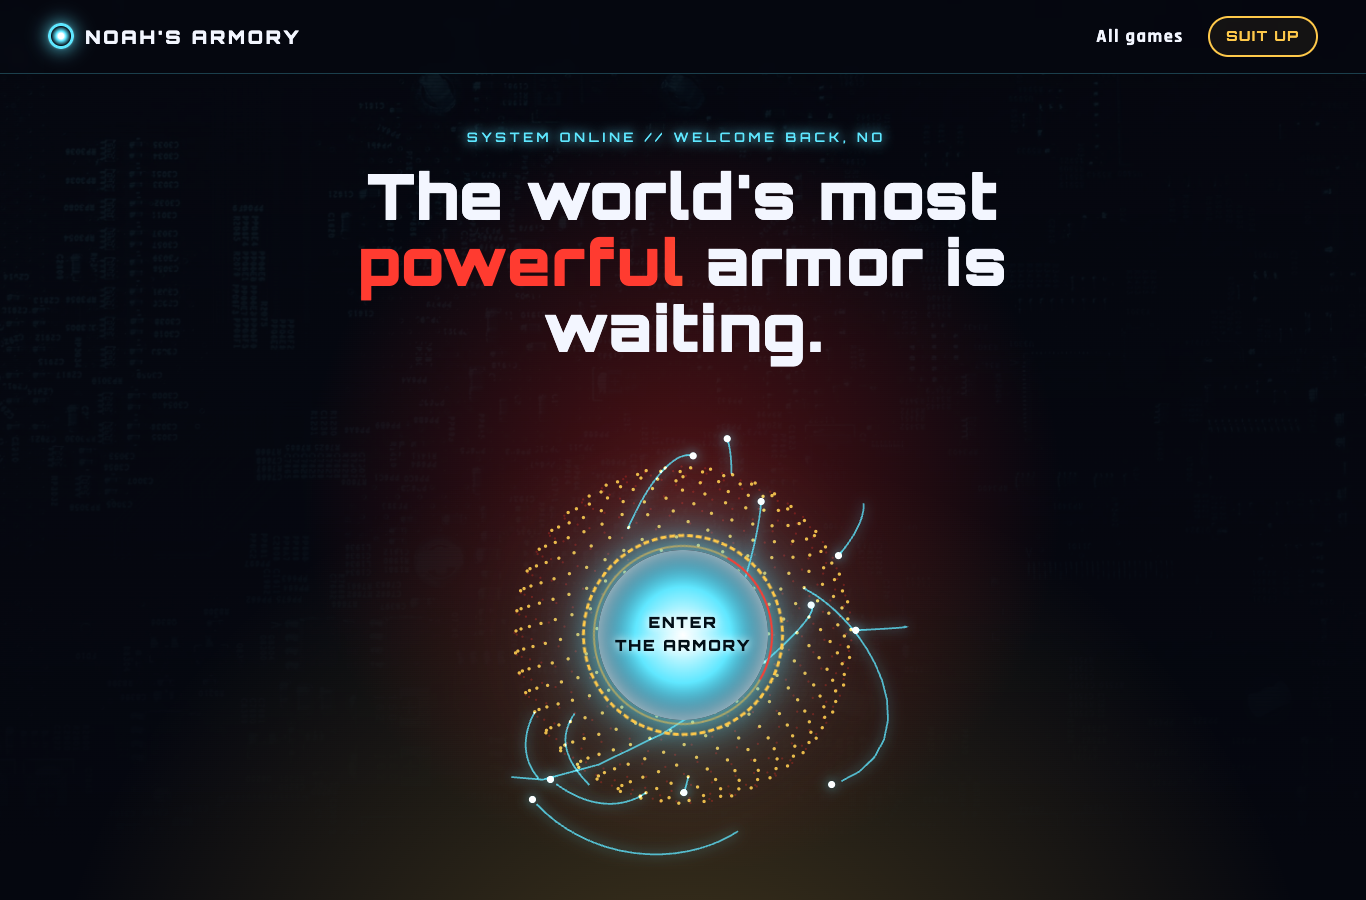 NOAH'S ARMORY
All games
SUIT UP
SYSTEM ONLINE // WELCOME BACK, NO
The world's most
powerful armor is
waiting.
ENTER
THE ARMORY